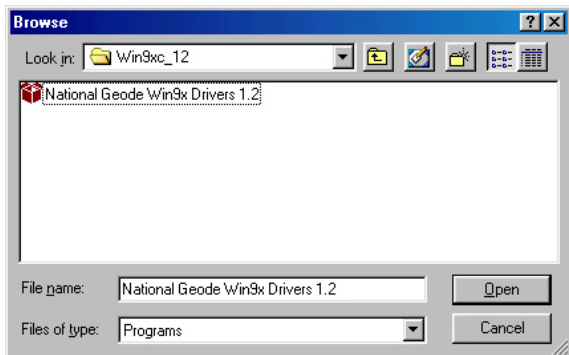 Browse
Look in: Win9xc_12
National Geode Win9x Drivers 1.2
File name: National Geode Win9x Drivers 1.2 Open
Files of type: Programs Cancel